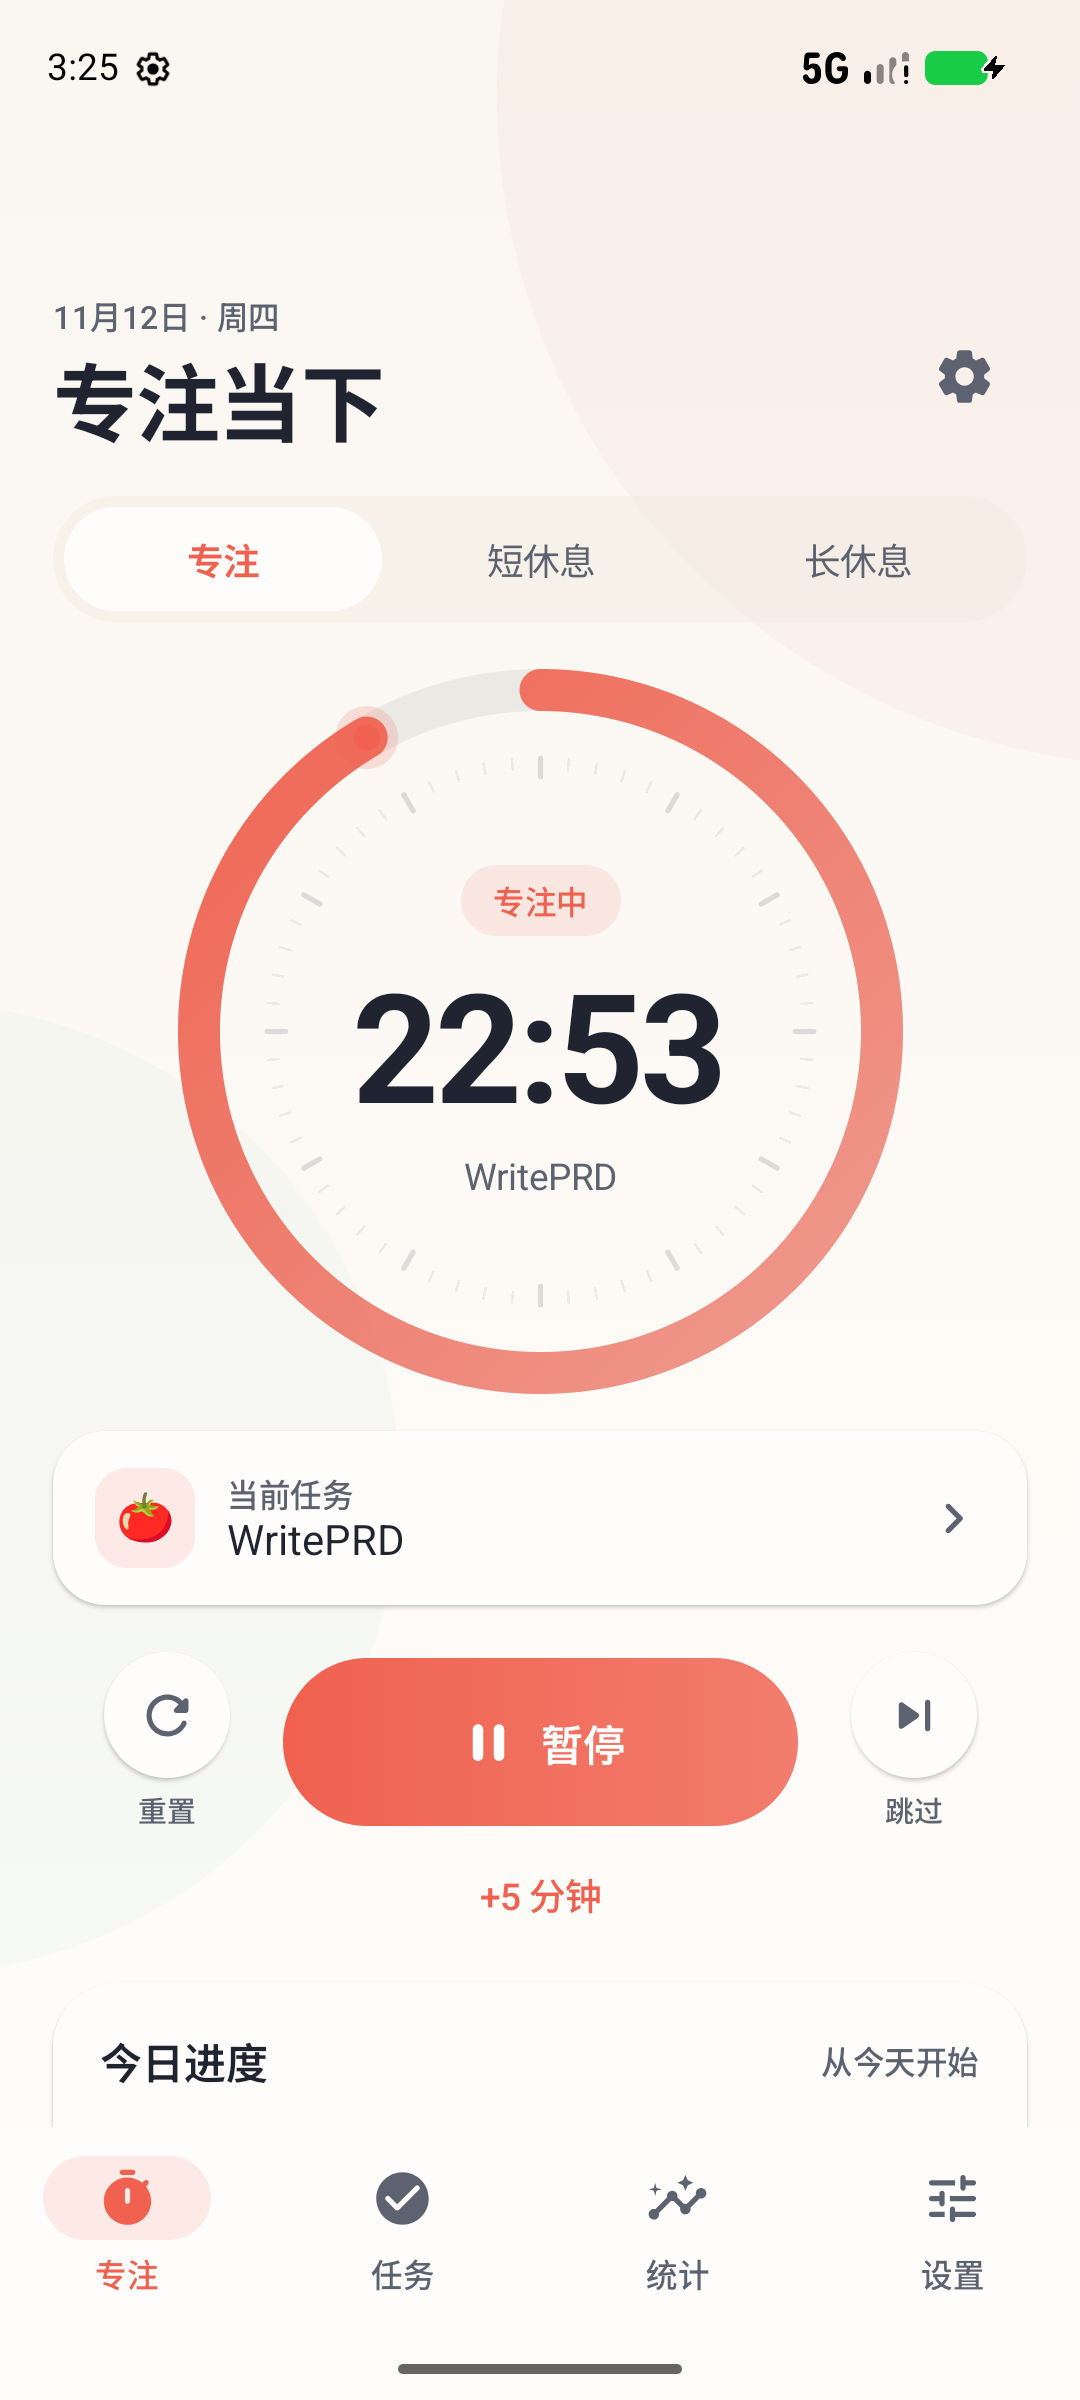 3:25
5G
11月12日 · 周四
专注当下
专注
短休息
长休息
专注中
22:53
WritePRD
当前任务
WritePRD
暂停
重置
跳过
+5 分钟
今日进度
从今天开始
专注
任务
统计
设置